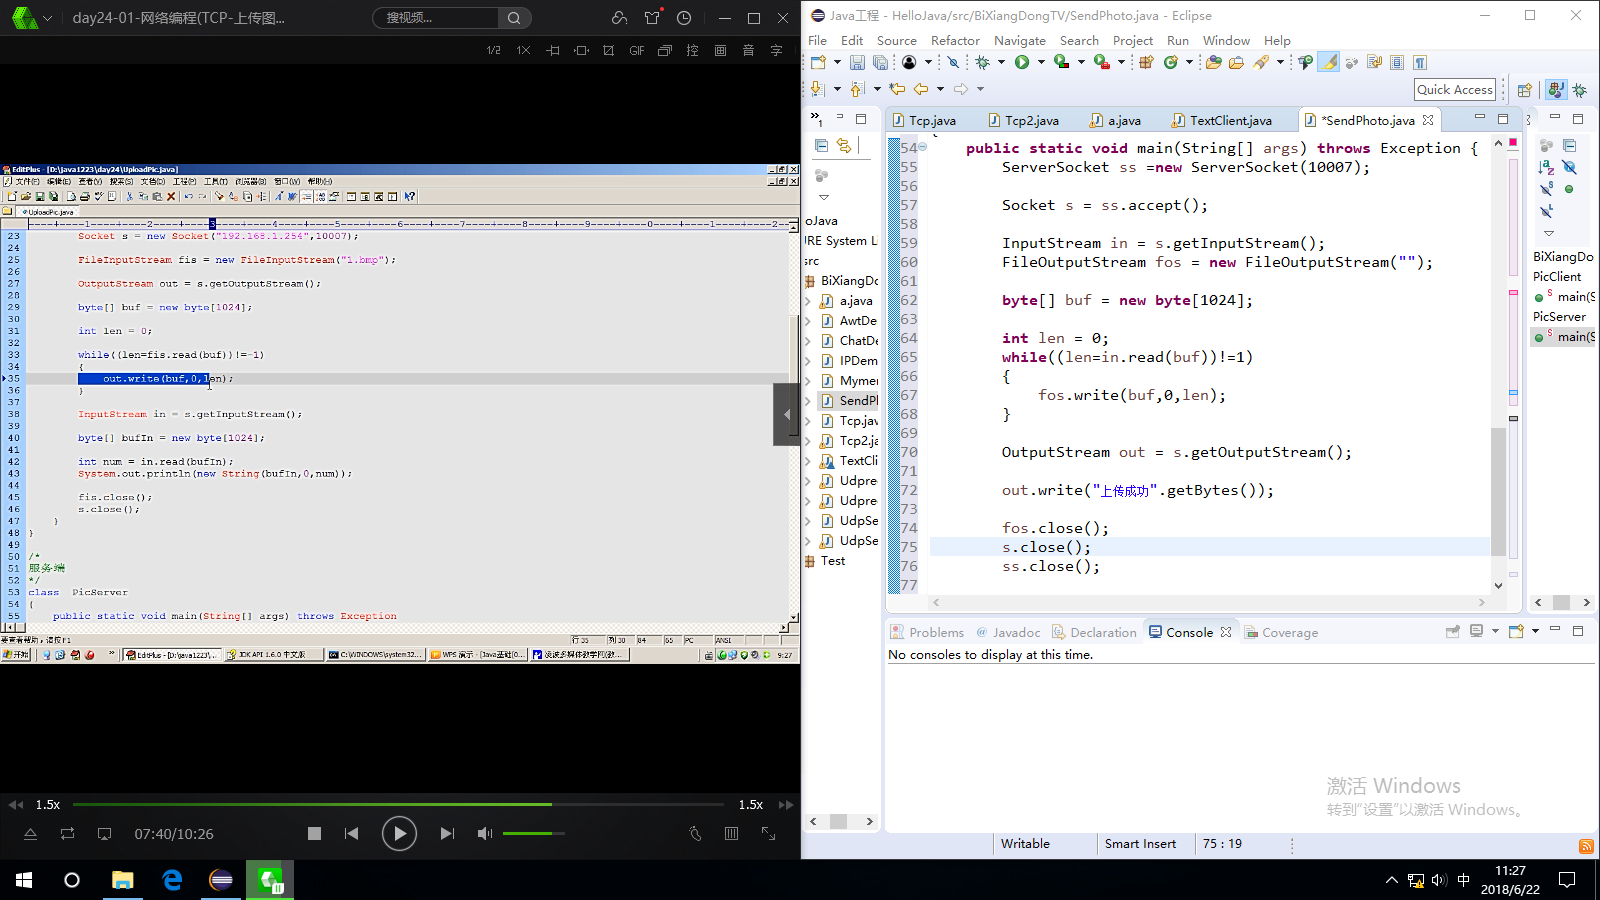 day24-01-网络编程(TCP-上传图...
搜视频...
1/2 1X GIF 控 画 音 字
EditPlus - [D:\java1223\day24\UploadPic.java]
文件(F) 编辑(E) 查看(V) 搜索(S) 文档(D) 工程(P) 工具(T) 浏览器(B) 窗口(W) 帮助(H)
UploadPic.java
23 Socket s = new Socket("192.168.1.254",10007);
24
25 FileInputStream fis = new FileInputStream("1.bmp");
26
27 OutputStream out = s.getOutputStream();
28
29 byte[] buf = new byte[1024];
30
31 int len = 0;
32
33 while((len=fis.read(buf))!=-1)
34 {
35 out.write(buf,0,len);
36 }
37
38 InputStream in = s.getInputStream();
39
40 byte[] bufIn = new byte[1024];
41
42 int num = in.read(bufIn);
43 System.out.println(new String(bufIn,0,num));
44
45 fis.close();
46 s.close();
47 }
48 }
49
50 /*
51 服务端
52 */
53 class PicServer
54 {
55 public static void main(String[] args) throws Exception
要查看帮助，请按 F1
行 35 列 30 84 65 PC ANSI
开始 EditPlus - [D:\java1223\... JDK API 1.6.0 中文版 C:\WINDOWS\system32... WPS 演示 - [Java基础(0... 凌波多媒体教学网(教... 9:27
1.5x 1.5x
07:40/10:26
Java工程 - HelloJava/src/BiXiangDongTV/SendPhoto.java - Eclipse
File Edit Source Refactor Navigate Search Project Run Window Help
Quick Access
Tcp.java Tcp2.java a.java TextClient.java *SendPhoto.java
oJava
RE System Li
src
BiXiangDo
a.java
AwtDe
ChatDe
IPDem
Mymer
SendPl
Tcp.jav
Tcp2.ja
TextCli
Udpre
Udpre
UdpSe
UdpSe
Test
54 public static void main(String[] args) throws Exception {
55 ServerSocket ss =new ServerSocket(10007);
56
57 Socket s = ss.accept();
58
59 InputStream in = s.getInputStream();
60 FileOutputStream fos = new FileOutputStream("");
61
62 byte[] buf = new byte[1024];
63
64 int len = 0;
65 while((len=in.read(buf))!=1)
66 {
67 fos.write(buf,0,len);
68 }
69
70 OutputStream out = s.getOutputStream();
71
72 out.write("上传成功".getBytes());
73
74 fos.close();
75 s.close();
76 ss.close();
77
BiXiangDo
PicClient
main(S
PicServer
main(S
Problems Javadoc Declaration Console Coverage
No consoles to display at this time.
激活 Windows
转到"设置"以激活 Windows。
Writable Smart Insert 75 : 19
中
11:27
2018/6/22